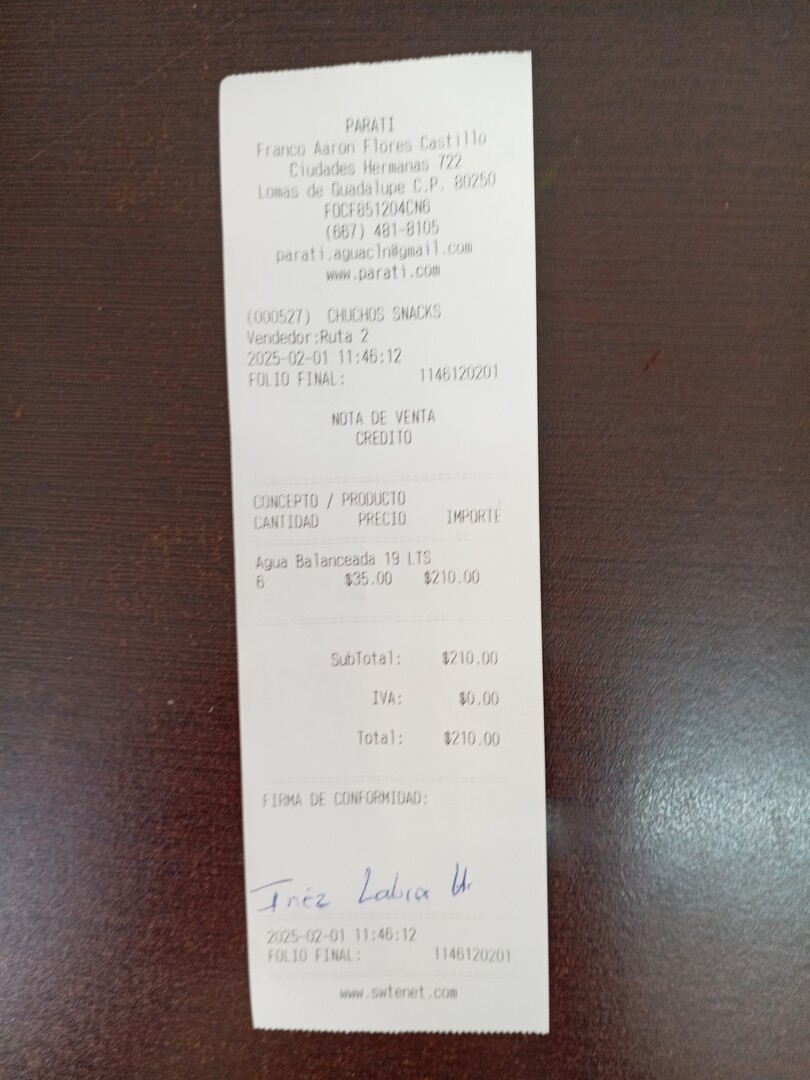 PARATI
Franco Aaron Flores Castillo
Ciudades Hermanas 722
Lomas de Guadalupe C.P. 80250
FOCF851204CN6
(667) 481-8105
parati.aguacln@gmail.com
www.parati.com
(000527) CHUCHOS SNACKS
Vendedor:Ruta 2
2025-02-01 11:46:12
FOLIO FINAL: 1146120201
NOTA DE VENTA
CREDITO
CONCEPTO / PRODUCTO
CANTIDAD PRECIO IMPORTE
Agua Balanceada 19 LTS
6 $35.00 $210.00
SubTotal: $210.00
IVA: $0.00
Total: $210.00
FIRMA DE CONFORMIDAD:
Inéz
2025-02-01 11:46:12
FOLIO FINAL: 1146120201
www.swtenet.com